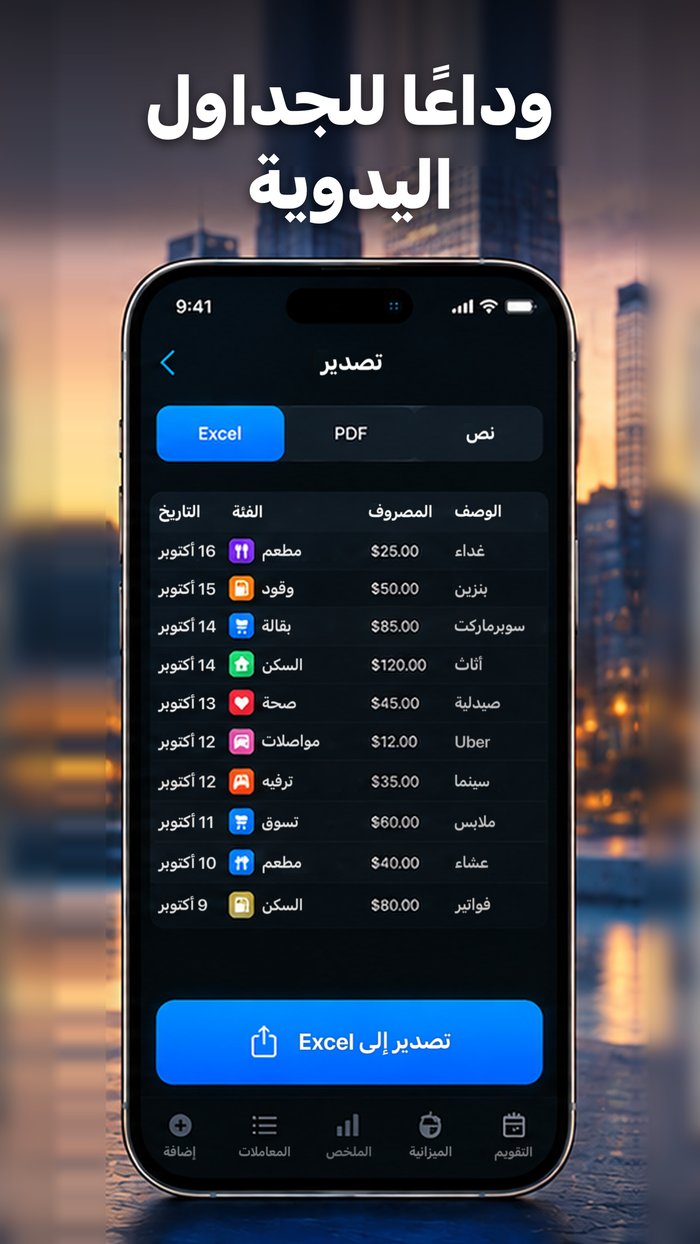 وداعًا للجداول
اليدوية
9:41
تصدير
نص PDF Excel
الوصف المصروف الفئة التاريخ
غداء $25.00 مطعم 16 أكتوبر
بنزين $50.00 وقود 15 أكتوبر
سوبرماركت $85.00 بقالة 14 أكتوبر
أثاث $120.00 السكن 14 أكتوبر
صيدلية $45.00 صحة 13 أكتوبر
Uber $12.00 مواصلات 12 أكتوبر
سينما $35.00 ترفيه 12 أكتوبر
ملابس $60.00 تسوق 11 أكتوبر
عشاء $40.00 مطعم 10 أكتوبر
فواتير $80.00 السكن 9 أكتوبر
تصدير إلى Excel
التقويم الميزانية الملخص المعاملات إضافة